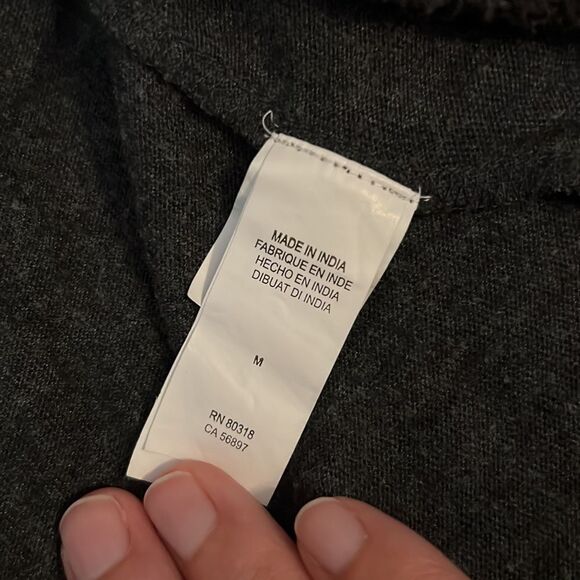 MADE IN INDIA
FABRIQUE EN INDE
HECHO EN INDIA
DIBUAT DI INDIA
M
RN 80318
CA 56897